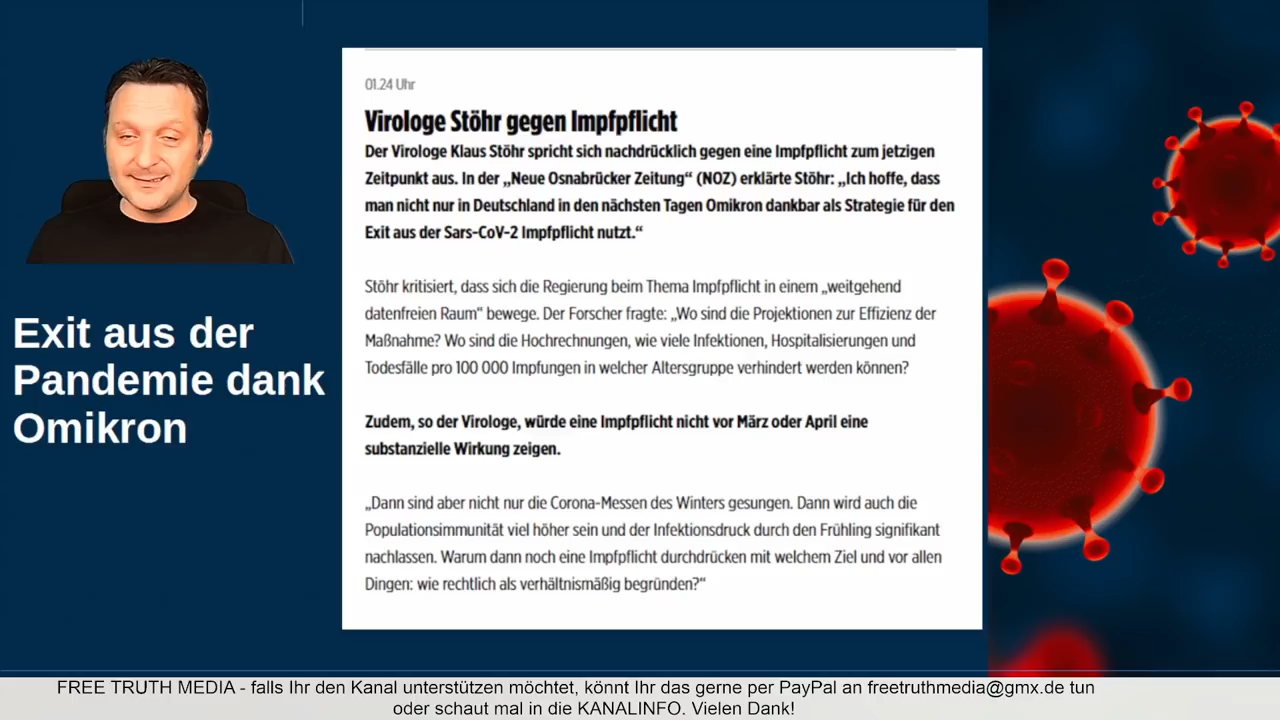 01.24 Uhr
Virologe Stöhr gegen Impfpflicht
Der Virologe Klaus Stöhr spricht sich nachdrücklich gegen eine Impfpflicht zum jetzigen
Zeitpunkt aus. In der „Neue Osnabrücker Zeitung“ (NOZ) erklärte Stöhr: „Ich hoffe, dass
man nicht nur in Deutschland in den nächsten Tagen Omikron dankbar als Strategie für den
Exit aus der Sars-CoV-2 Impfpflicht nutzt.“
Stöhr kritisiert, dass sich die Regierung beim Thema Impfpflicht in einem „weitgehend
datenfreien Raum“ bewege. Der Forscher fragte: „Wo sind die Projektionen zur Effizienz der
Maßnahme? Wo sind die Hochrechnungen, wie viele Infektionen, Hospitalisierungen und
Todesfälle pro 100 000 Impfungen in welcher Altersgruppe verhindert werden können?
Zudem, so der Virologe, würde eine Impfpflicht nicht vor März oder April eine
substanzielle Wirkung zeigen.
„Dann sind aber nicht nur die Corona-Messen des Winters gesungen. Dann wird auch die
Populationsimmunität viel höher sein und der Infektionsdruck durch den Frühling signifikant
nachlassen. Warum dann noch eine Impfpflicht durchdrücken mit welchem Ziel und vor allen
Dingen: wie rechtlich als verhältnismäßig begründen?“
Exit aus der
Pandemie dank
Omikron
FREE TRUTH MEDIA - falls Ihr den Kanal unterstützen möchtet, könnt Ihr das gerne per PayPal an freetruthmedia@gmx.de tun
oder schaut mal in die KANALINFO. Vielen Dank!